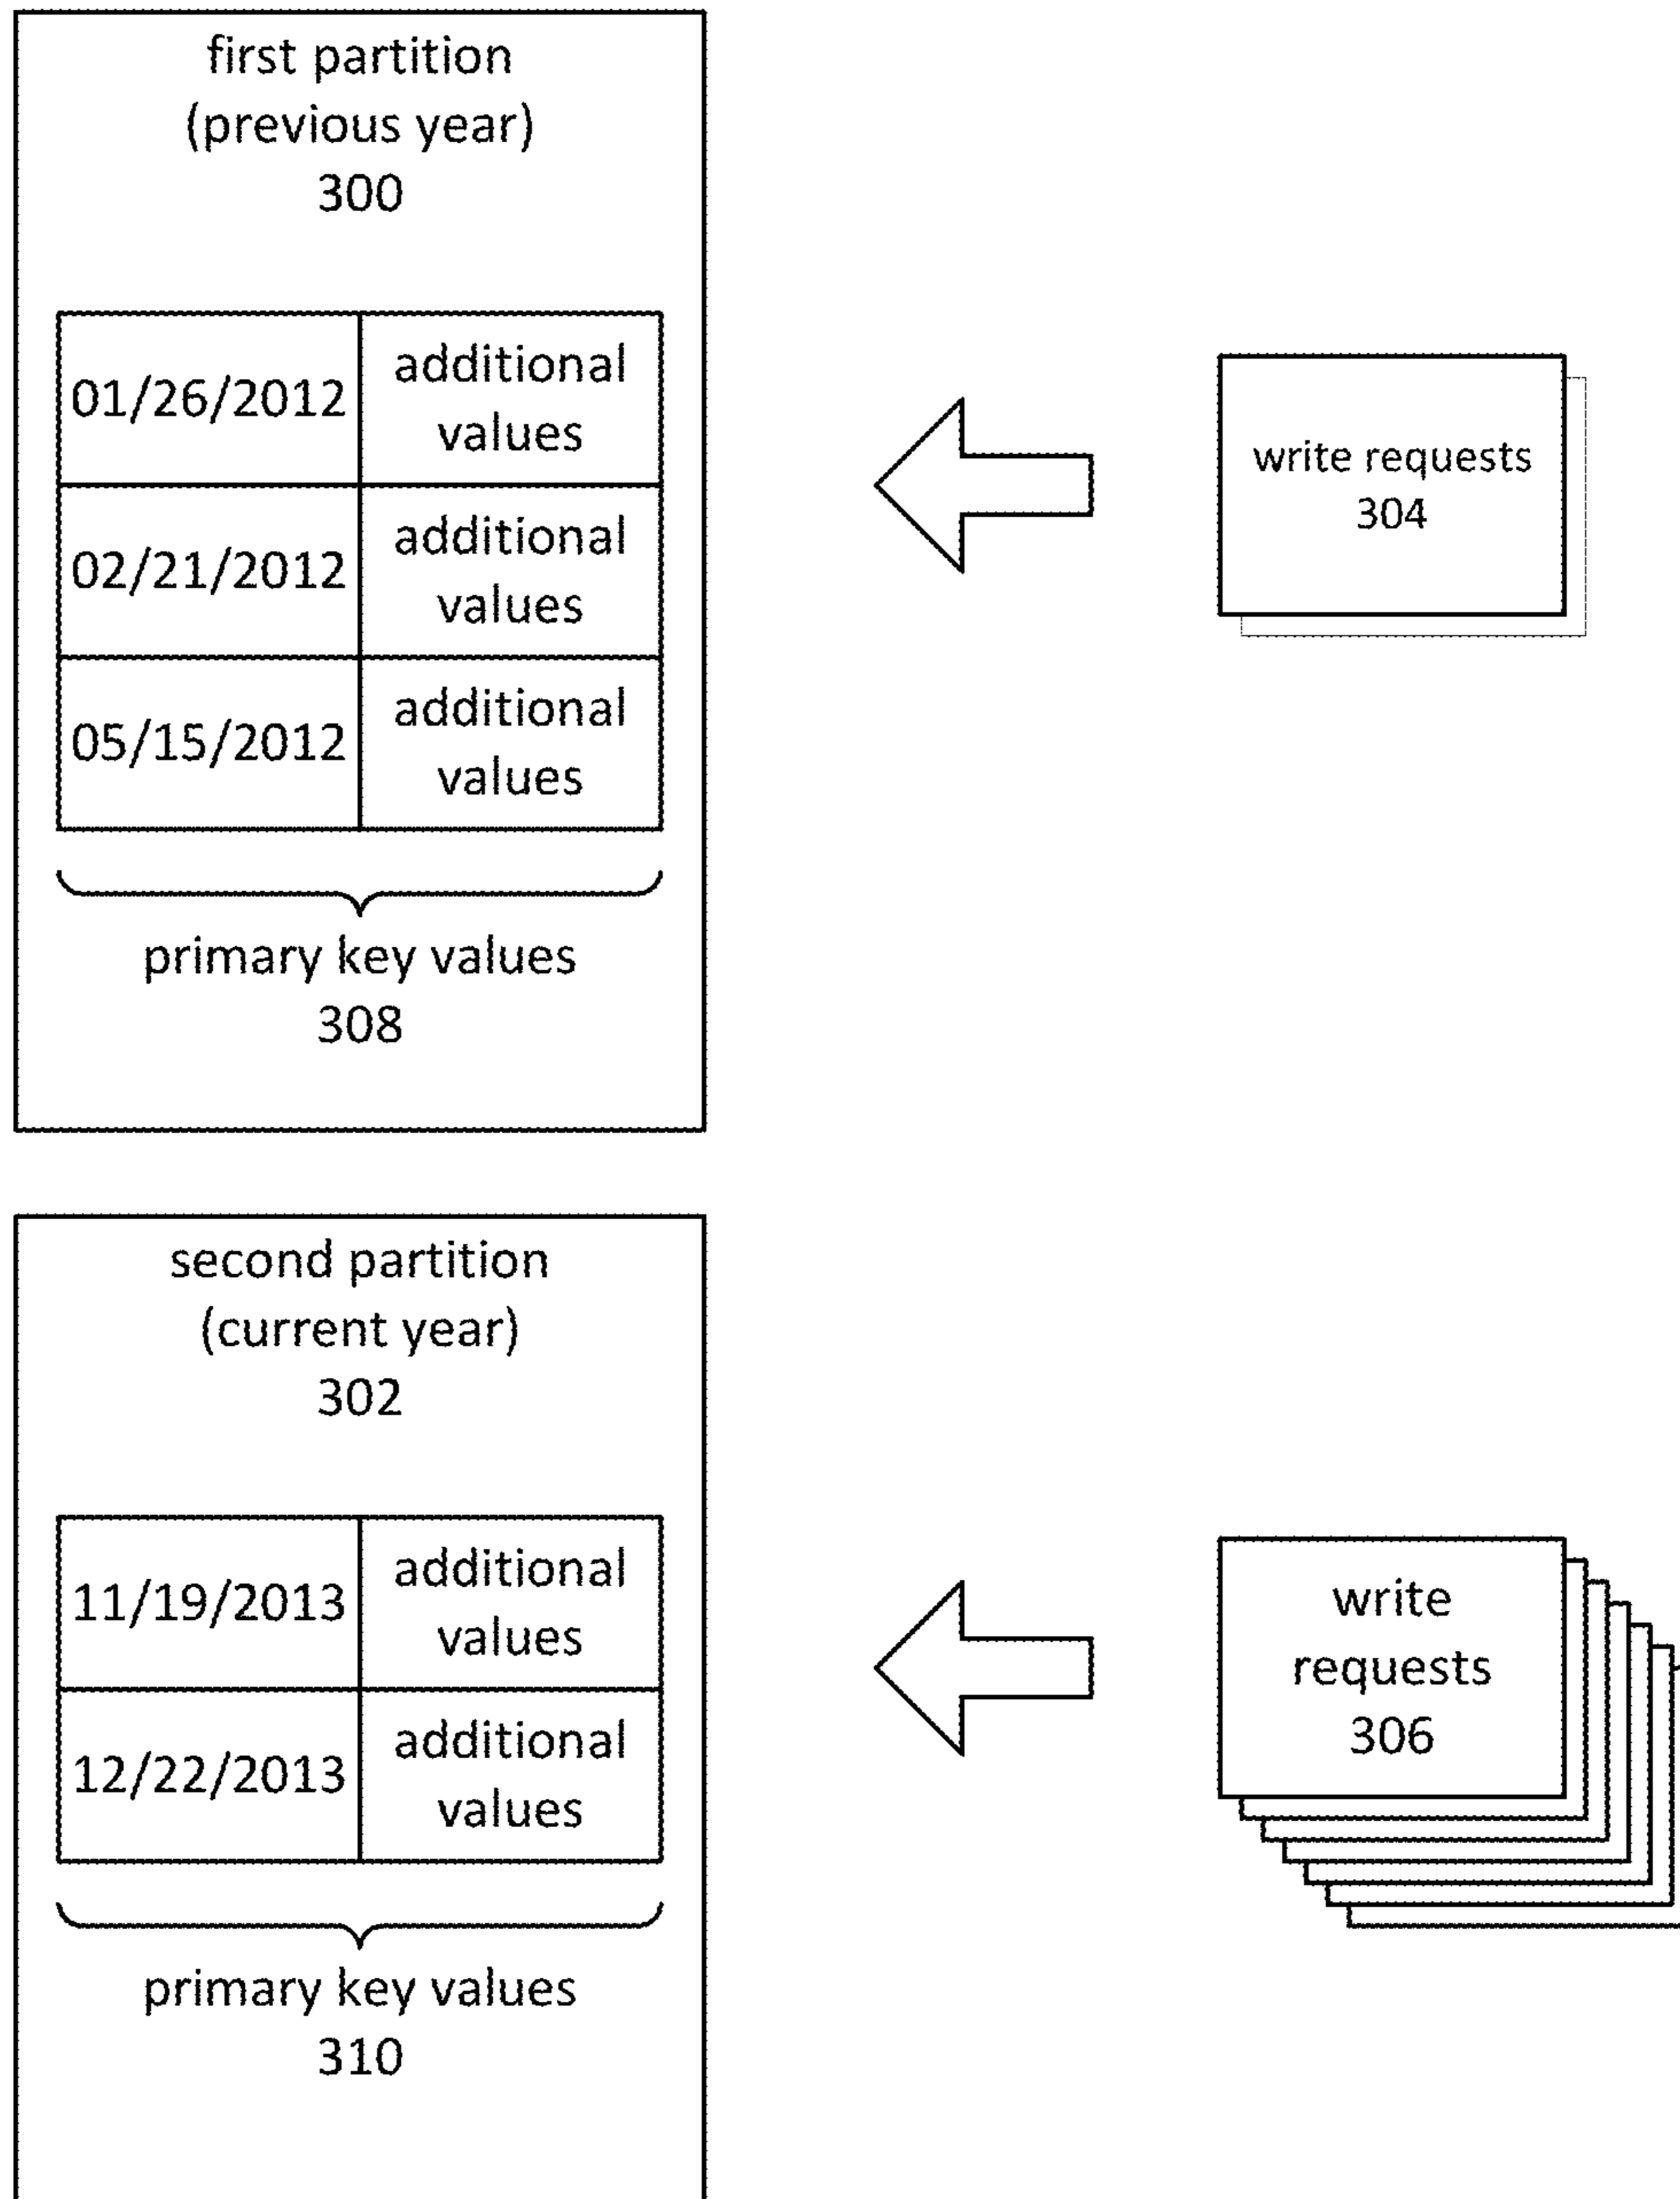 first partition
(previous year)
300
01/26/2012
additional
values
02/21/2012
additional
values
05/15/2012
additional
values
primary key values
308
write requests
304
second partition
(current year)
302
11/19/2013
additional
values
12/22/2013
additional
values
primary key values
310
write
requests
306